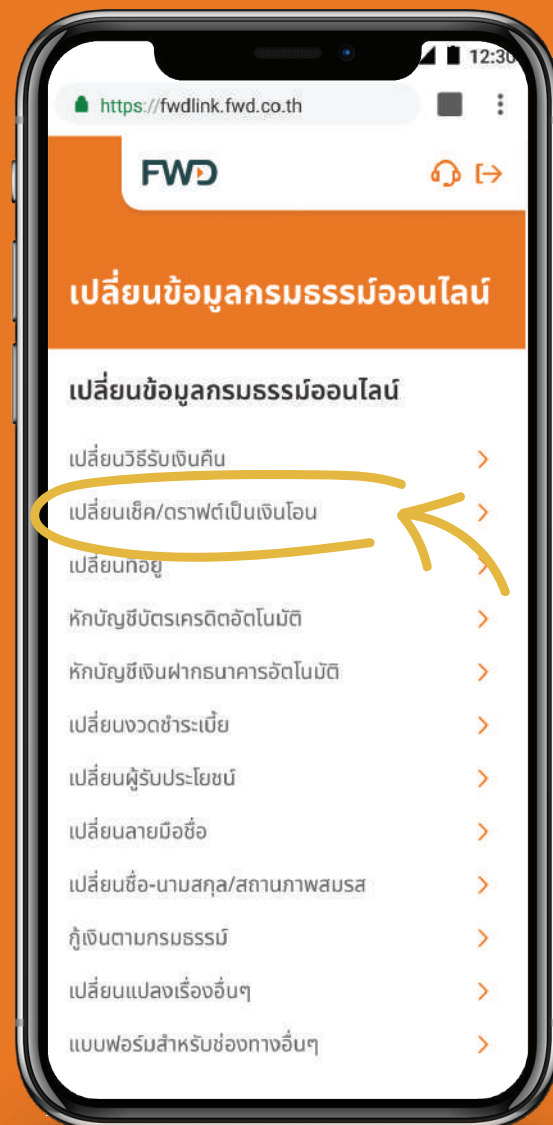 12:30
https://fwdlink.fwd.co.th
FWD
เปลี่ยนข้อมูลกรมธรรม์ออนไลน์
เปลี่ยนข้อมูลกรมธรรม์ออนไลน์
เปลี่ยนวิธีรับเงินคืน
เปลี่ยนเช็ค/ดราฟต์เป็นเงินโอน
เปลี่ยนที่อยู่
หักบัญชีบัตรเครดิตอัตโนมัติ
หักบัญชีเงินฝากธนาคารอัตโนมัติ
เปลี่ยนงวดชำระเบี้ย
เปลี่ยนผู้รับประโยชน์
เปลี่ยนลายมือชื่อ
เปลี่ยนชื่อ-นามสกุล/สถานภาพสมรส
กู้เงินตามกรมธรรม์
เปลี่ยนแปลงเรื่องอื่นๆ
แบบฟอร์มสำหรับช่องทางอื่นๆ